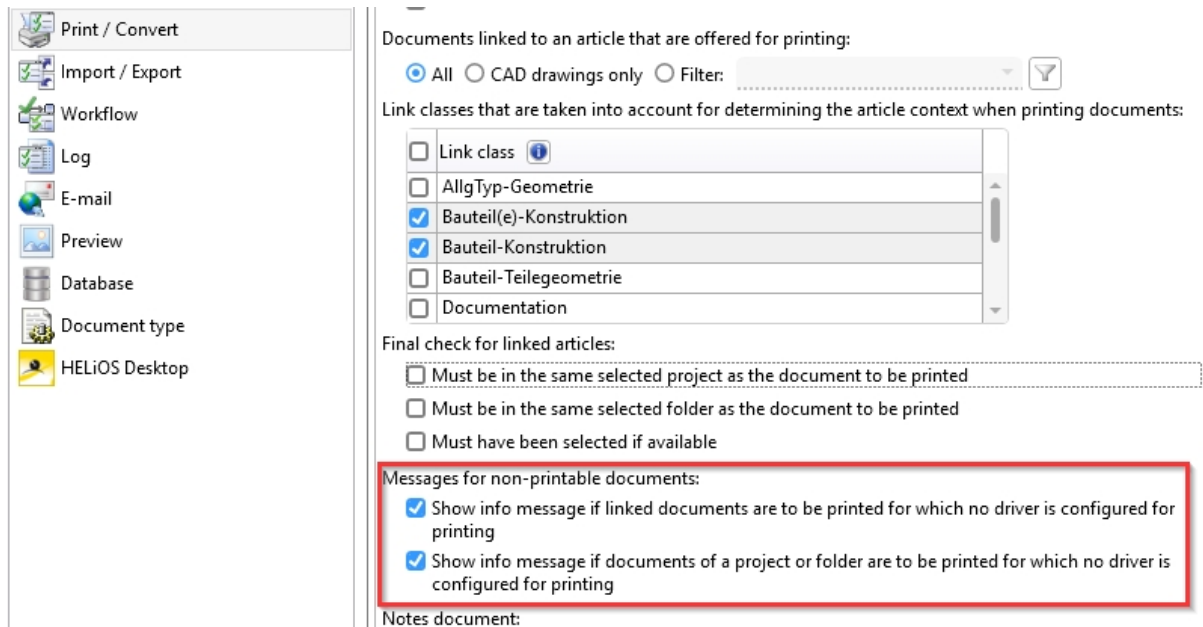 Print / Convert
Import / Export
Workflow
Log
E-mail
Preview
Database
Document type
HELiOS Desktop
Documents linked to an article that are offered for printing:
All CAD drawings only Filter:
Link classes that are taken into account for determining the article context when printing documents:
Link class
AllgTyp-Geometrie
Bauteil(e)-Konstruktion
Bauteil-Konstruktion
Bauteil-Teilegeometrie
Documentation
Final check for linked articles:
Must be in the same selected project as the document to be printed
Must be in the same selected folder as the document to be printed
Must have been selected if available
Messages for non-printable documents:
Show info message if linked documents are to be printed for which no driver is configured for
printing
Show info message if documents of a project or folder are to be printed for which no driver is
configured for printing
Notes document: